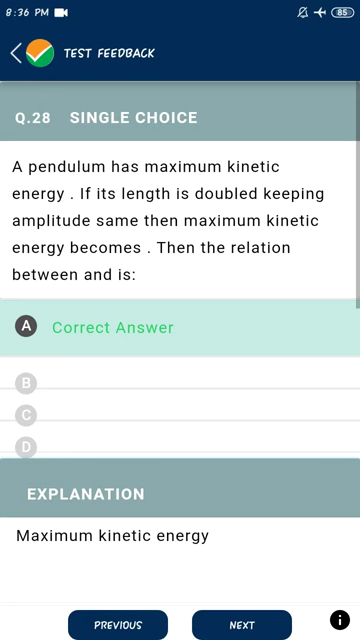 8:36 PM
85
TEST FEEDBACK
Q.28 SINGLE CHOICE
A pendulum has maximum kinetic
energy . If its length is doubled keeping
amplitude same then maximum kinetic
energy becomes . Then the relation
between and is:
A Correct Answer
B
C
D
EXPLANATION
Maximum kinetic energy
PREVIOUS
NEXT
i